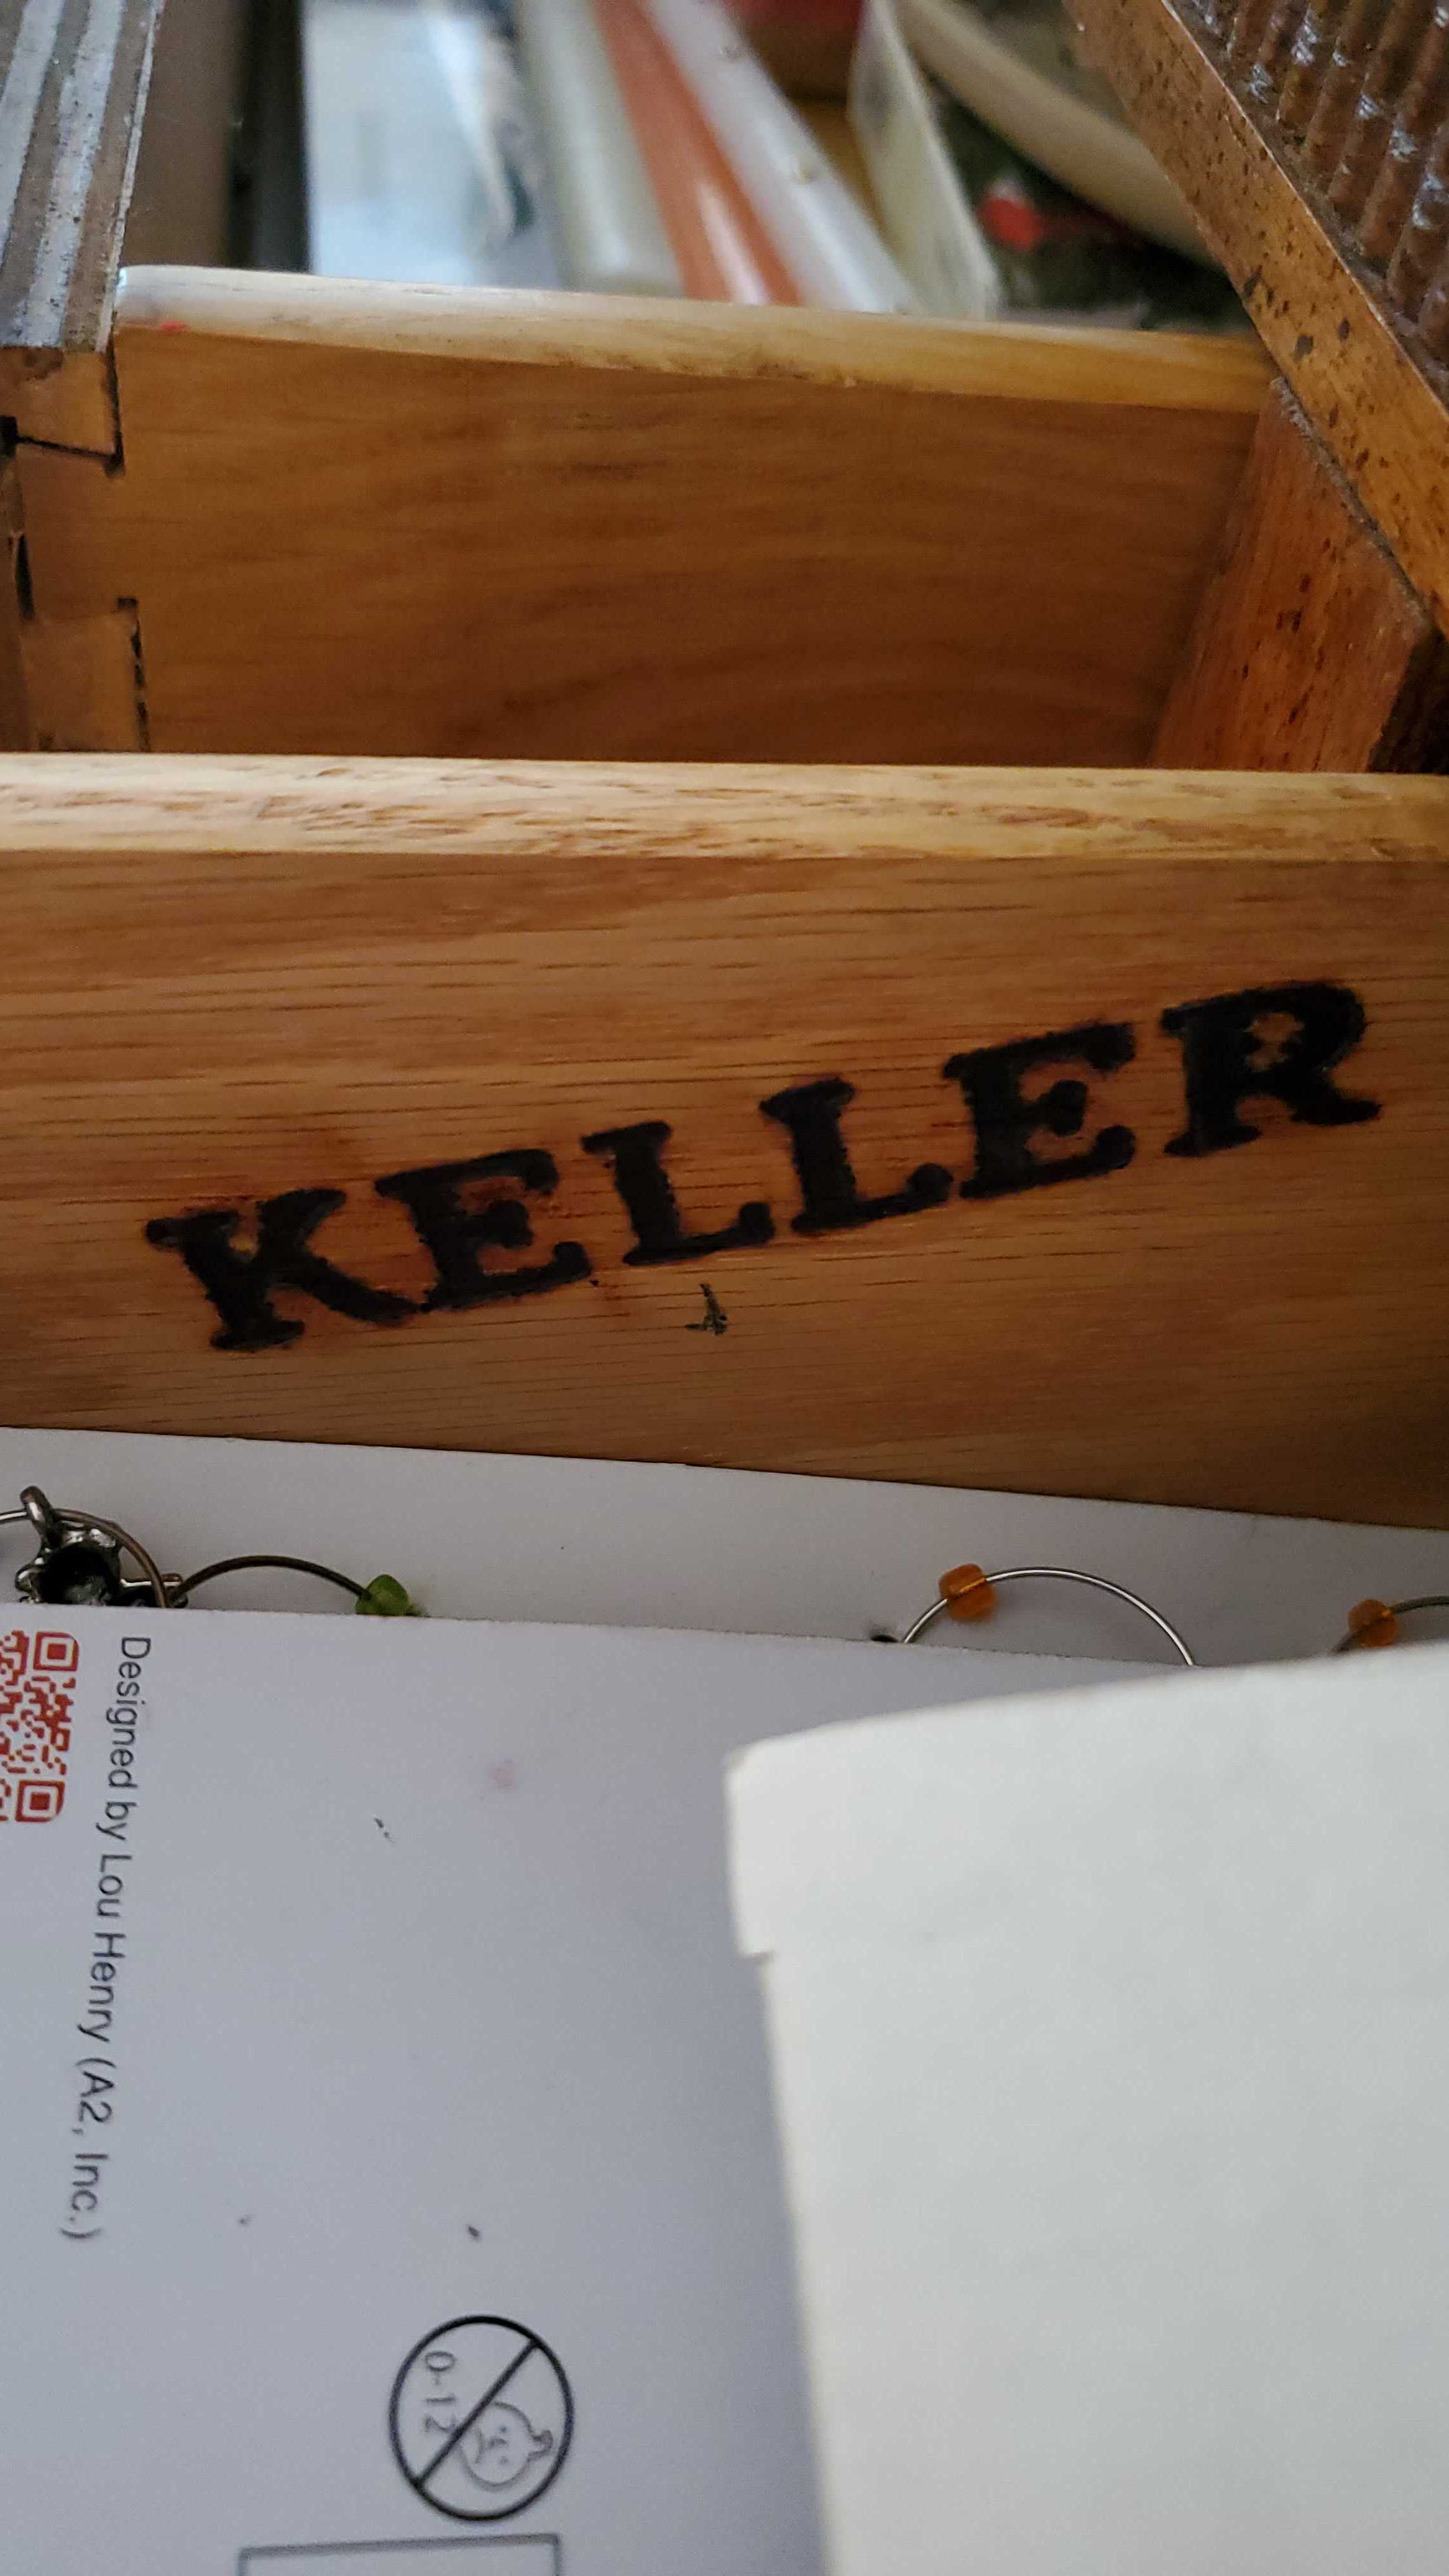 KELLER
Designed by Lou Henry (A2, Inc.)
0-12